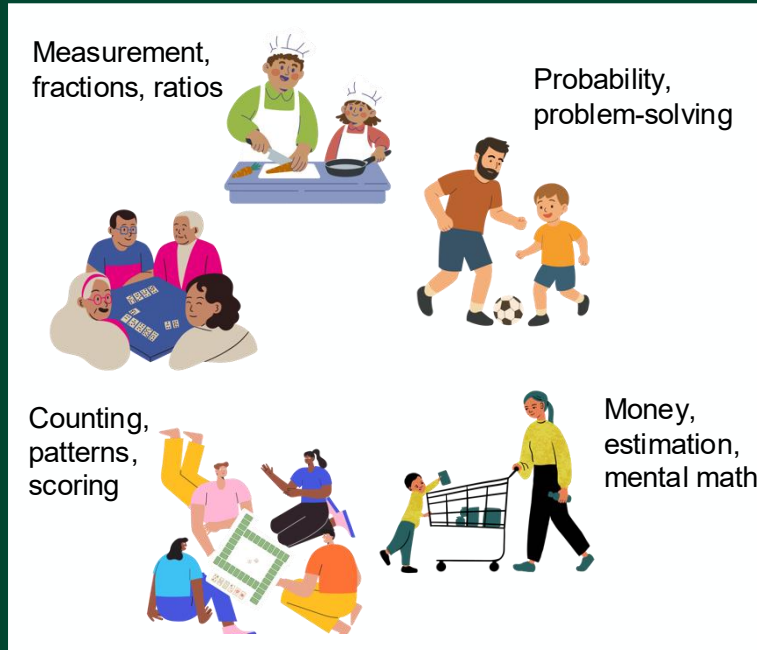 Measurement,
fractions, ratios
Probability,
problem-solving
Counting,
patterns,
scoring
Money,
estimation,
mental math